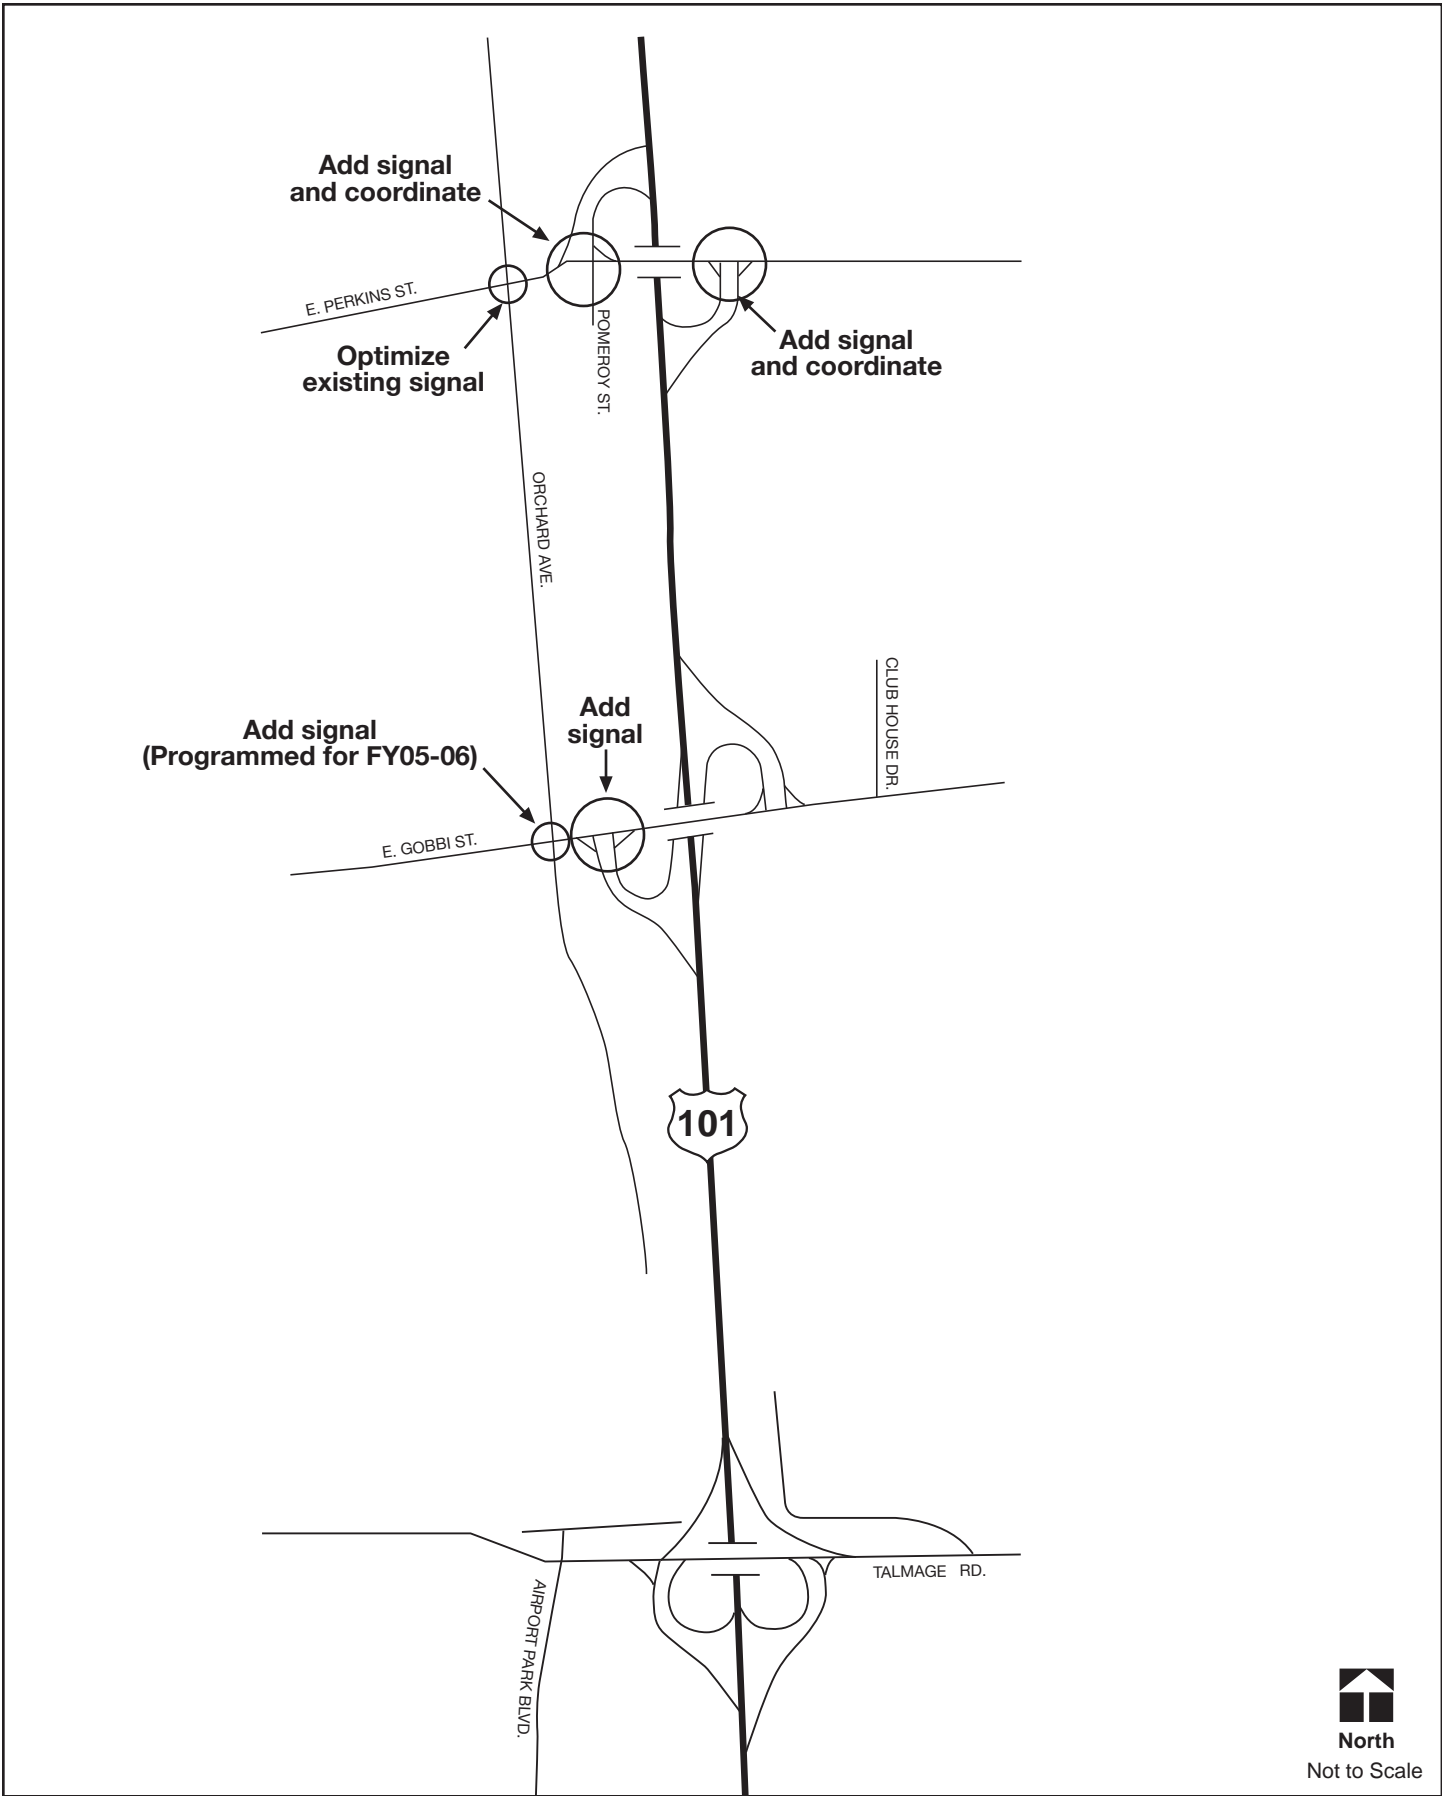 Add signal
and coordinate
E. PERKINS ST.
Optimize
existing signal
POMEROY ST.
Add signal
and coordinate
ORCHARD AVE.
CLUB HOUSE DR.
Add
signal
Add signal
(Programmed for FY05-06)
E. GOBBI ST.
101
TALMAGE RD.
AIRPORT PARK BLVD.
North
Not to Scale